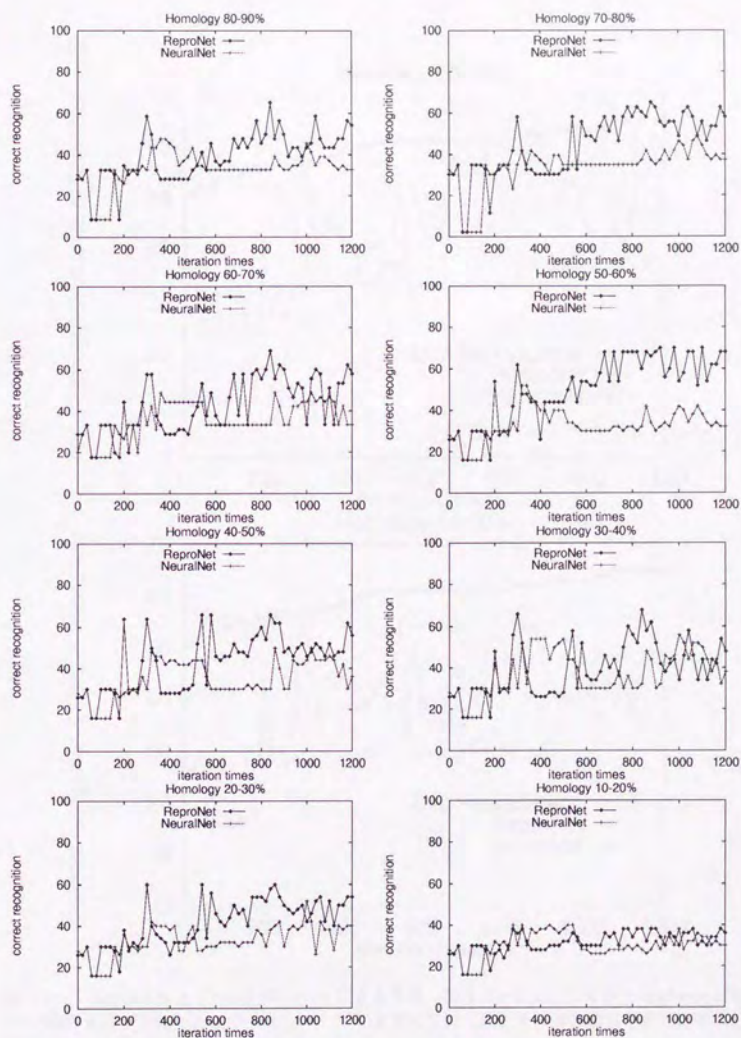 Homology 80-90%
100
80
60
40
20
0
correct recognition
ReproNet
NeuralNet
0 200 400 600 800 1000 1200
iteration times
Homology 70-80%
100
80
60
40
20
0
correct recognition
ReproNet
NeuralNet
0 200 400 600 800 1000 1200
iteration times
Homology 60-70%
100
80
60
40
20
0
correct recognition
ReproNet
NeuralNet
0 200 400 600 800 1000 1200
iteration times
Homology 50-60%
100
80
60
40
20
0
correct recognition
ReproNet
NeuralNet
0 200 400 600 800 1000 1200
iteration times
Homology 40-50%
100
80
60
40
20
0
correct recognition
ReproNet
NeuralNet
0 200 400 600 800 1000 1200
iteration times
Homology 30-40%
100
80
60
40
20
0
correct recognition
ReproNet
NeuralNet
0 200 400 600 800 1000 1200
iteration times
Homology 20-30%
100
80
60
40
20
0
correct recognition
ReproNet
NeuralNet
0 200 400 600 800 1000 1200
iteration times
Homology 10-20%
100
80
60
40
20
0
correct recognition
ReproNet
NeuralNet
0 200 400 600 800 1000 1200
iteration times